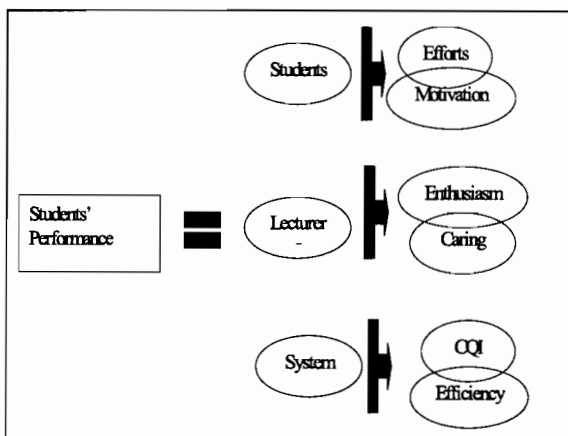 Students
Efforts
Motivation
Students'
Performance
Lecturer
-
Enthusiasm
Caring
System
CQI
Efficiency